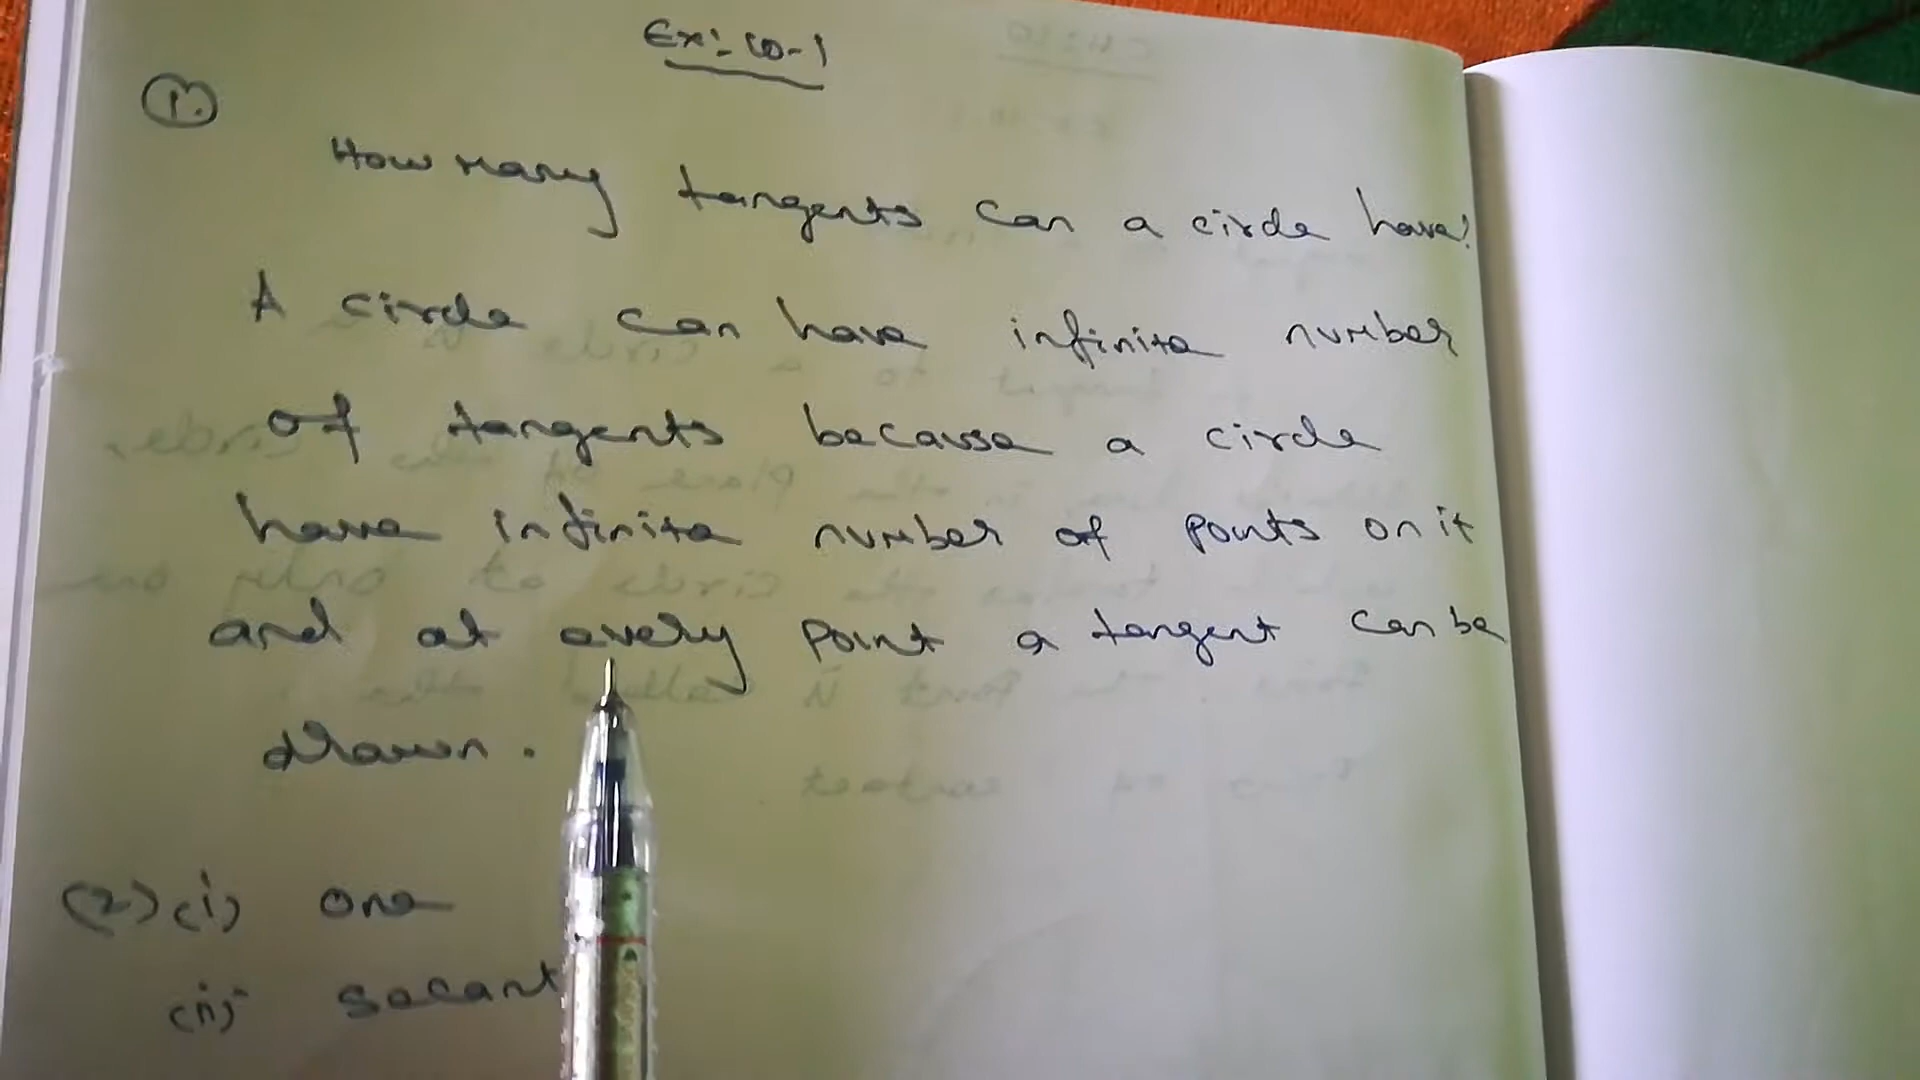 Ex: 10-1
1.
How many tangents can a circle have?
A circle can have infinite number
of tangents because a circle
have infinite number of points on it
and at every point a tangent can be
drawn.
(2) (i) one
(ii) secant